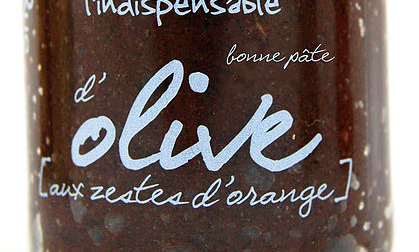 l'indispensable
bonne pâte
d'
olive
[aux zestes d'orange]